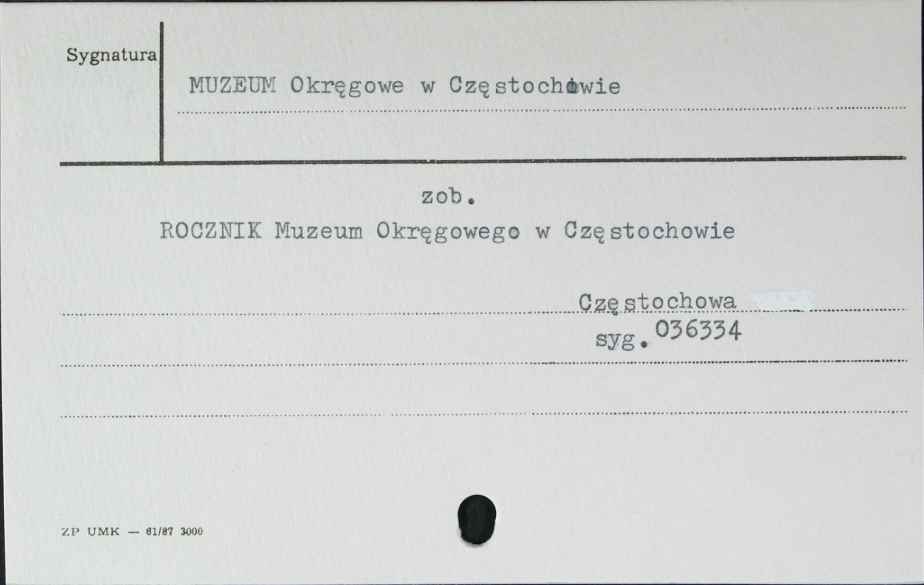 Sygnatura
MUZEUM Okręgowe w Częstochowie
zob.
ROCZNIK Muzeum Okręgowego w Częstochowie
Częstochowa
syg. 036334
ZP UMK — 61/87 3000